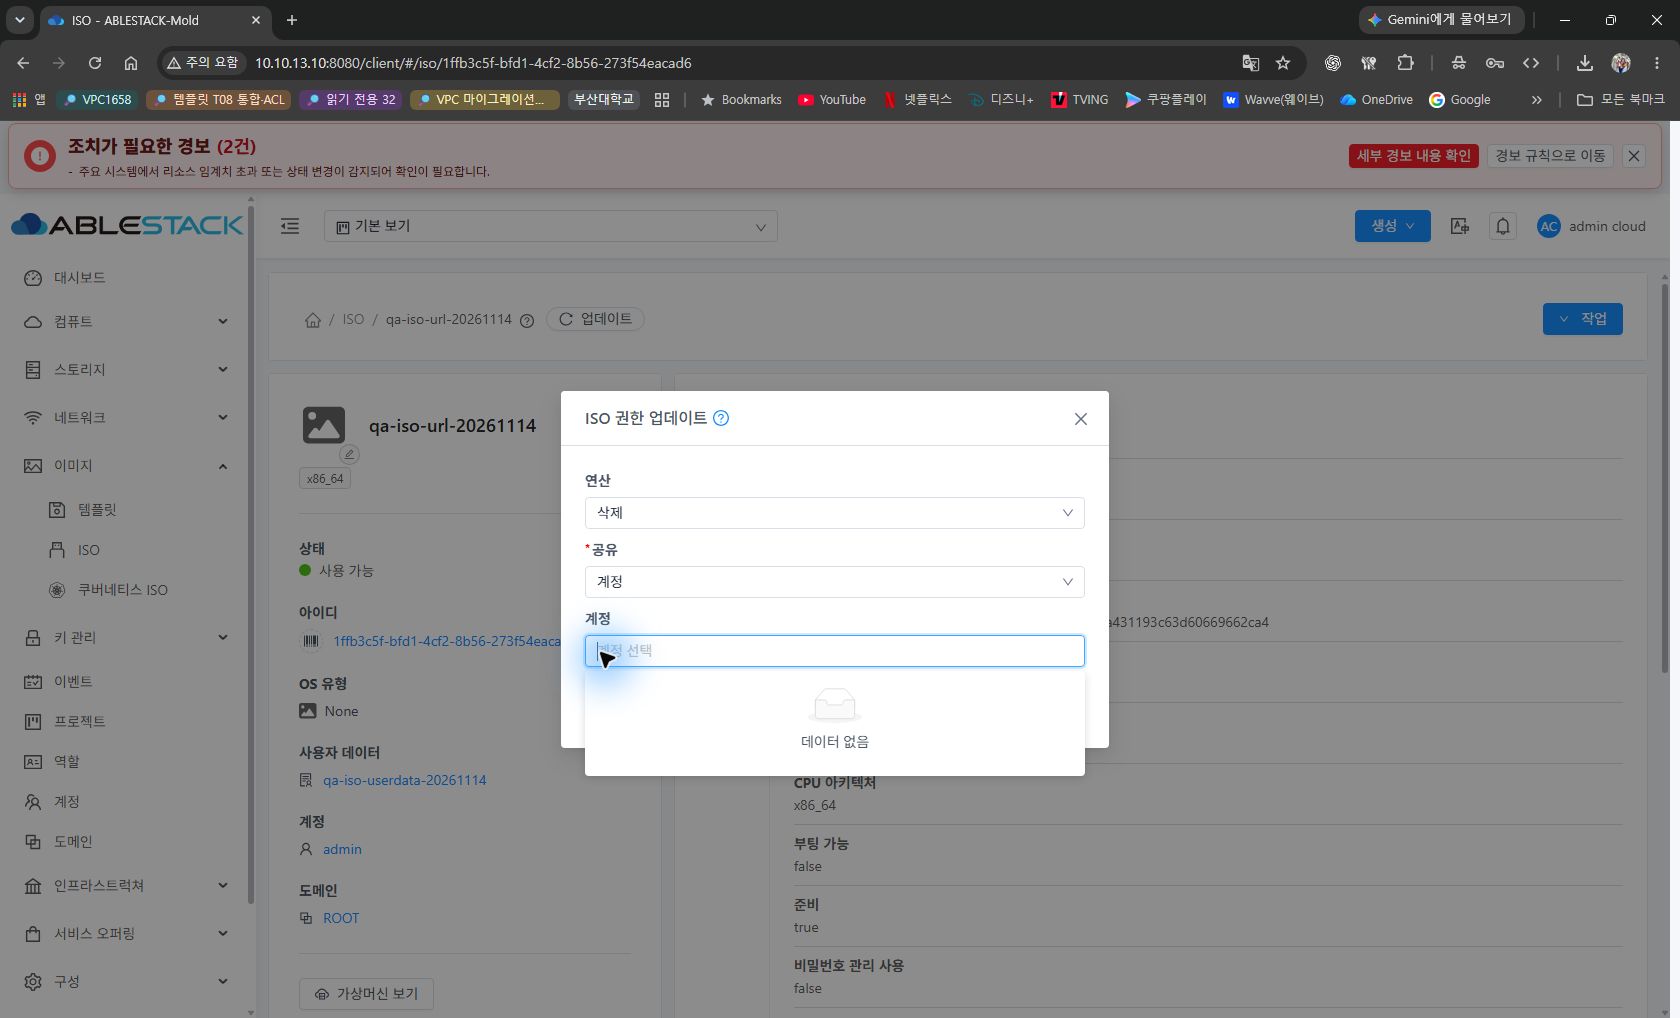 ISO - ABLESTACK-Mold
Gemini에게 물어보기
주의 요함
10.10.13.10:8080/client/#/iso/1ffb3c5f-bfd1-4cf2-8b56-273f54eacad6
앱
VPC1658
템플릿 T08 통합·ACL
읽기 전용 32
VPC 마이그레이션...
부산대학교
Bookmarks
YouTube
넷플릭스
디즈니+
TVING
쿠팡플레이
Wavve(웨이브)
OneDrive
Google
모든 북마크
조치가 필요한 경보 (2건)
- 주요 시스템에서 리소스 임계치 초과 또는 상태 변경이 감지되어 확인이 필요합니다.
세부 경보 내용 확인
경보 규칙으로 이동
ABLESTACK
기본 보기
생성
AC
admin cloud
대시보드
컴퓨트
스토리지
네트워크
이미지
템플릿
ISO
쿠버네티스 ISO
키 관리
이벤트
프로젝트
역할
계정
도메인
인프라스트럭쳐
서비스 오퍼링
구성
/ ISO / qa-iso-url-20261114
업데이트
작업
qa-iso-url-20261114
x86_64
상태
사용 가능
아이디
1ffb3c5f-bfd1-4cf2-8b56-273f54eaca
OS 유형
None
사용자 데이터
qa-iso-userdata-20261114
계정
admin
도메인
ROOT
가상머신 보기
ISO 권한 업데이트
연산
삭제
* 공유
계정
계정
계정 선택
데이터 없음
a431193c63d60669662ca4
CPU 아키텍처
x86_64
부팅 가능
false
준비
true
비밀번호 관리 사용
false